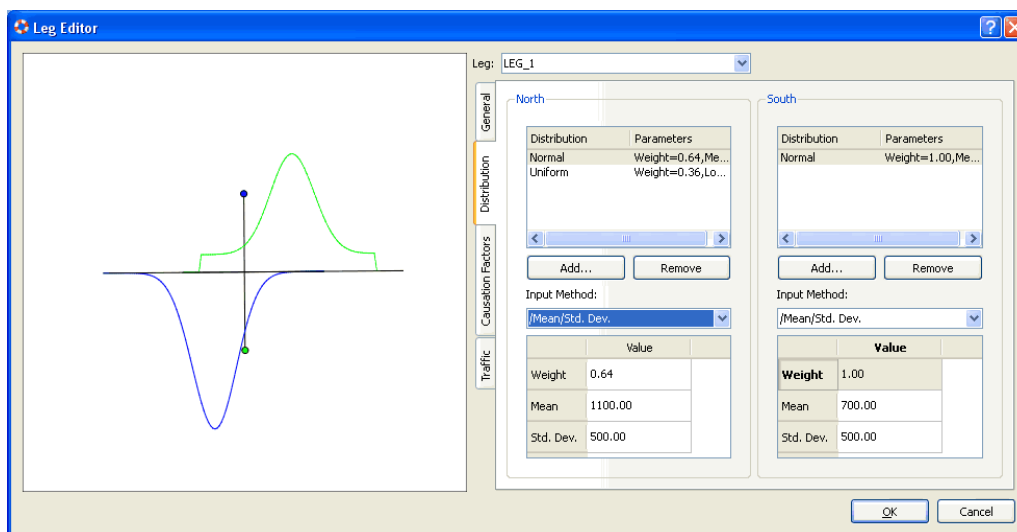 Leg Editor
Leg: LEG_1
General
Distribution
Causation Factors
Traffic
North
Distribution Parameters
Normal Weight=0.64,Me...
Uniform Weight=0.36,Lo...
Add... Remove
Input Method:
/Mean/Std. Dev.
Value
Weight 0.64
Mean 1100.00
Std. Dev. 500.00
South
Distribution Parameters
Normal Weight=1.00,Me...
Add... Remove
Input Method:
/Mean/Std. Dev.
Value
Weight 1.00
Mean 700.00
Std. Dev. 500.00
OK Cancel